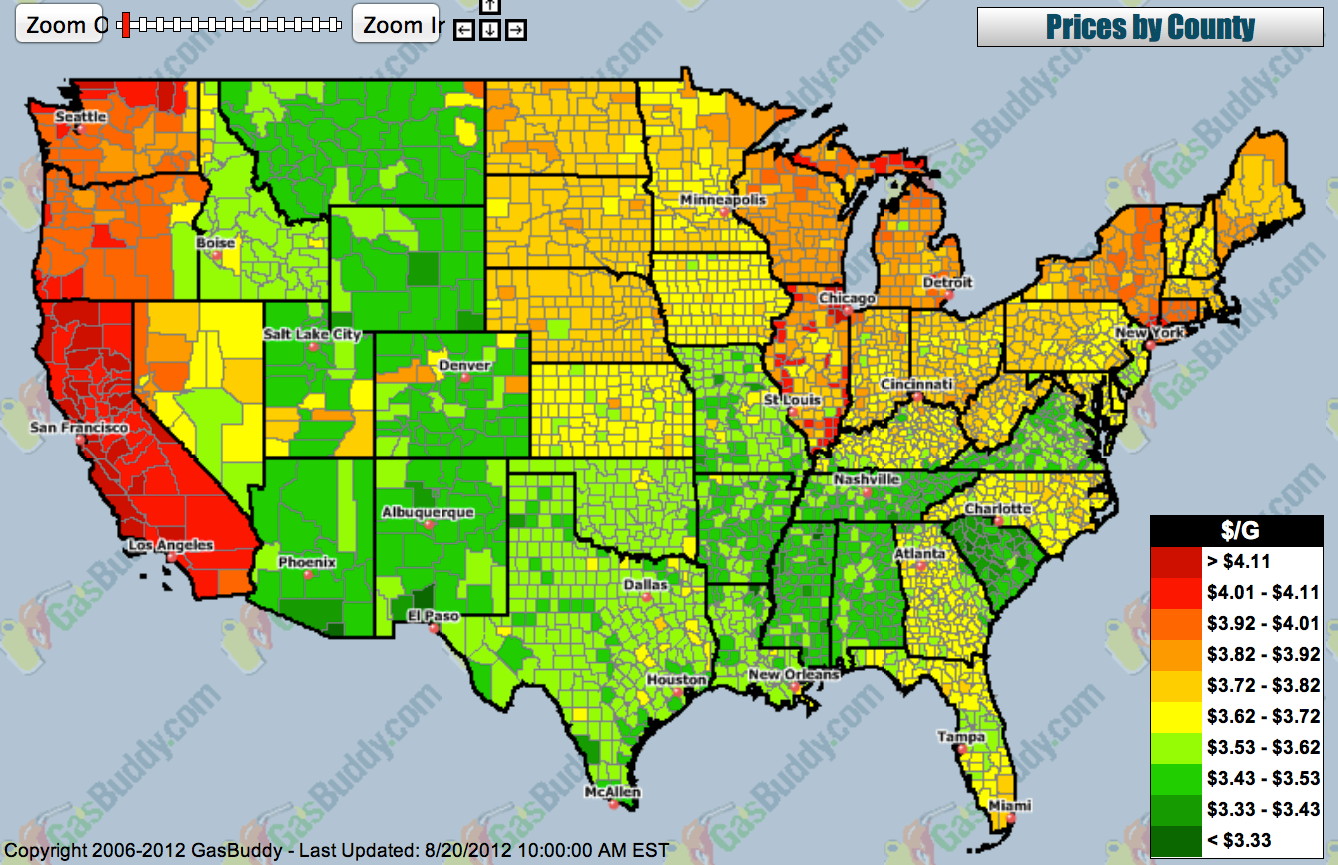 Zoom O
Zoom Ir
Prices by County
Seattle
Minneapolis
Boise
Detroit
Chicago
Salt Lake City
New York
Denver
Cincinnati
St Louis
San Francisco
Nashville
Albuquerque
Charlotte
Los Angeles
Atlanta
Phoenix
Dallas
El Paso
Houston
New Orleans
Tampa
McAllen
Miami
$/G
> $4.11
$4.01 - $4.11
$3.92 - $4.01
$3.82 - $3.92
$3.72 - $3.82
$3.62 - $3.72
$3.53 - $3.62
$3.43 - $3.53
$3.33 - $3.43
< $3.33
GasBuddy.com
Copyright 2006-2012 GasBuddy - Last Updated: 8/20/2012 10:00:00 AM EST